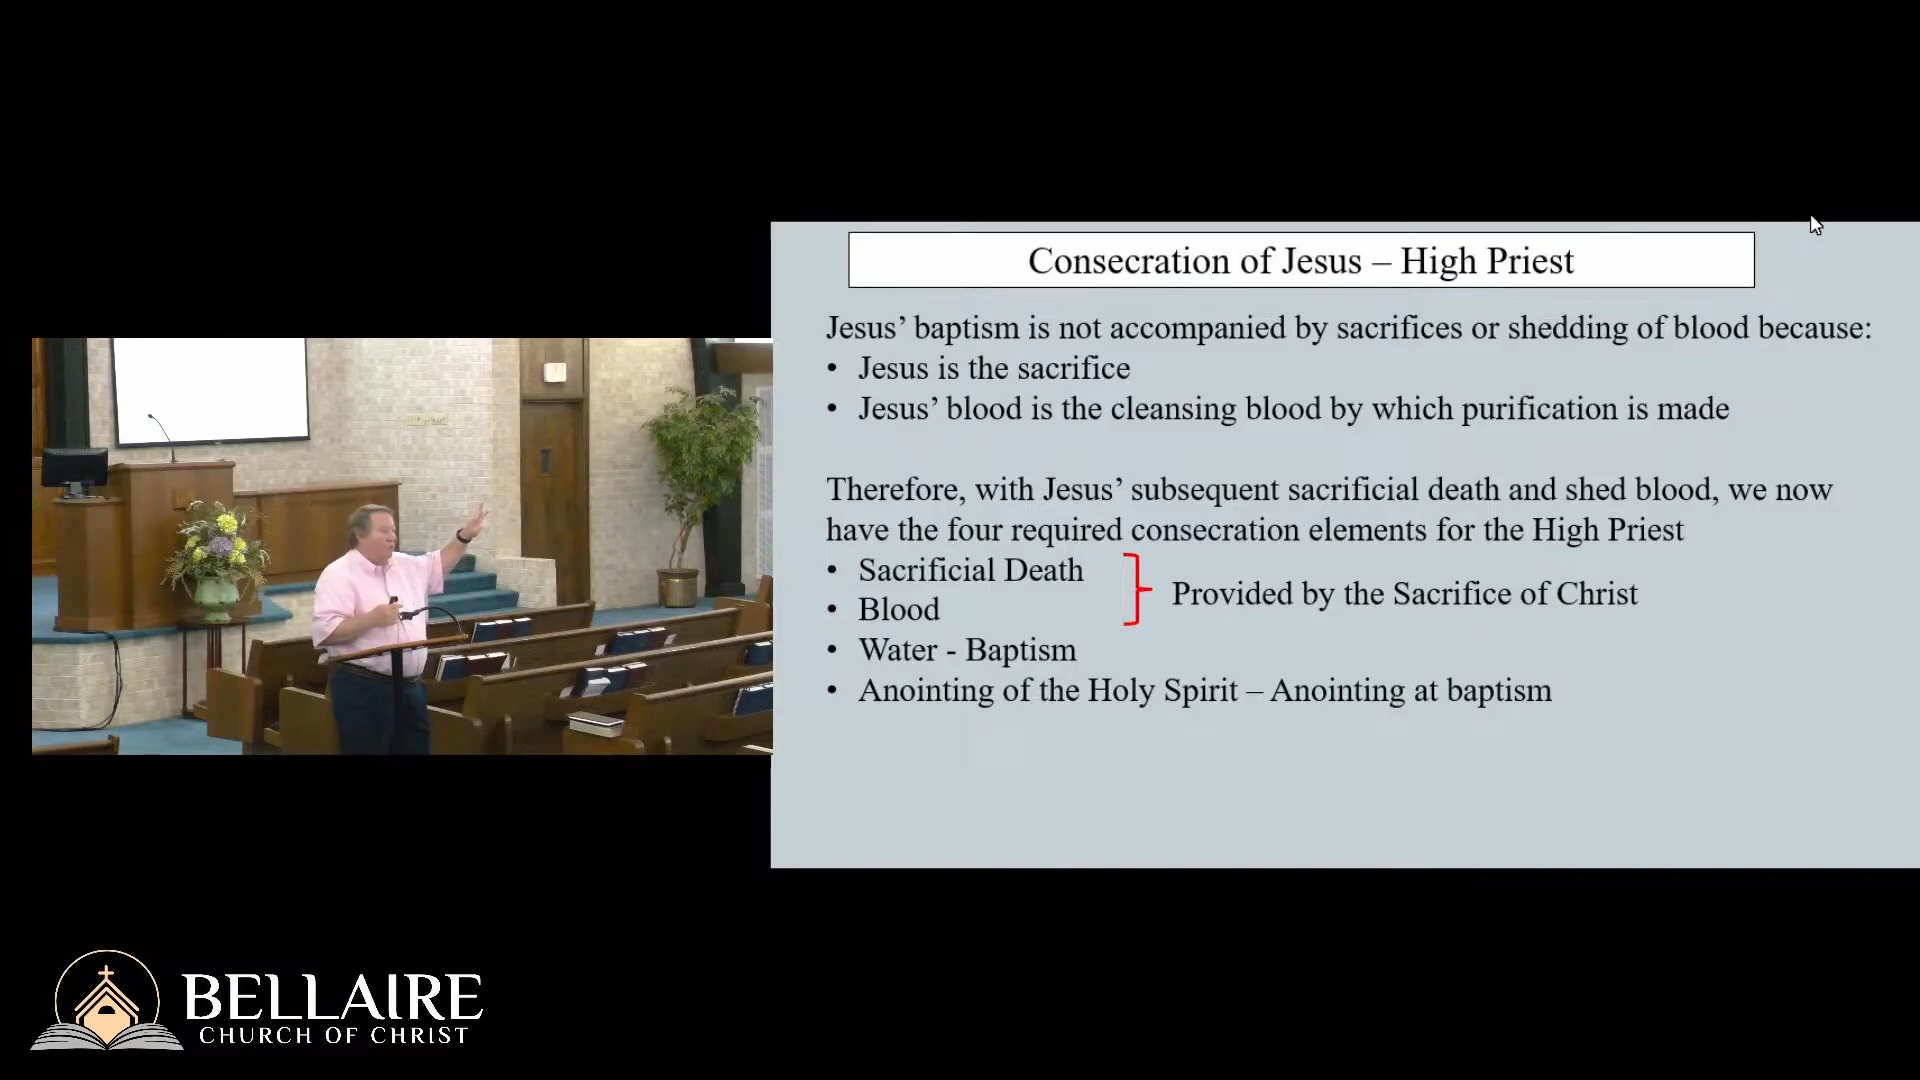 Consecration of Jesus – High Priest
Jesus’ baptism is not accompanied by sacrifices or shedding of blood because:
• Jesus is the sacrifice
• Jesus’ blood is the cleansing blood by which purification is made
Therefore, with Jesus’ subsequent sacrificial death and shed blood, we now
have the four required consecration elements for the High Priest
• Sacrificial Death
• Blood
Provided by the Sacrifice of Christ
• Water - Baptism
• Anointing of the Holy Spirit – Anointing at baptism
BELLAIRE
CHURCH OF CHRIST